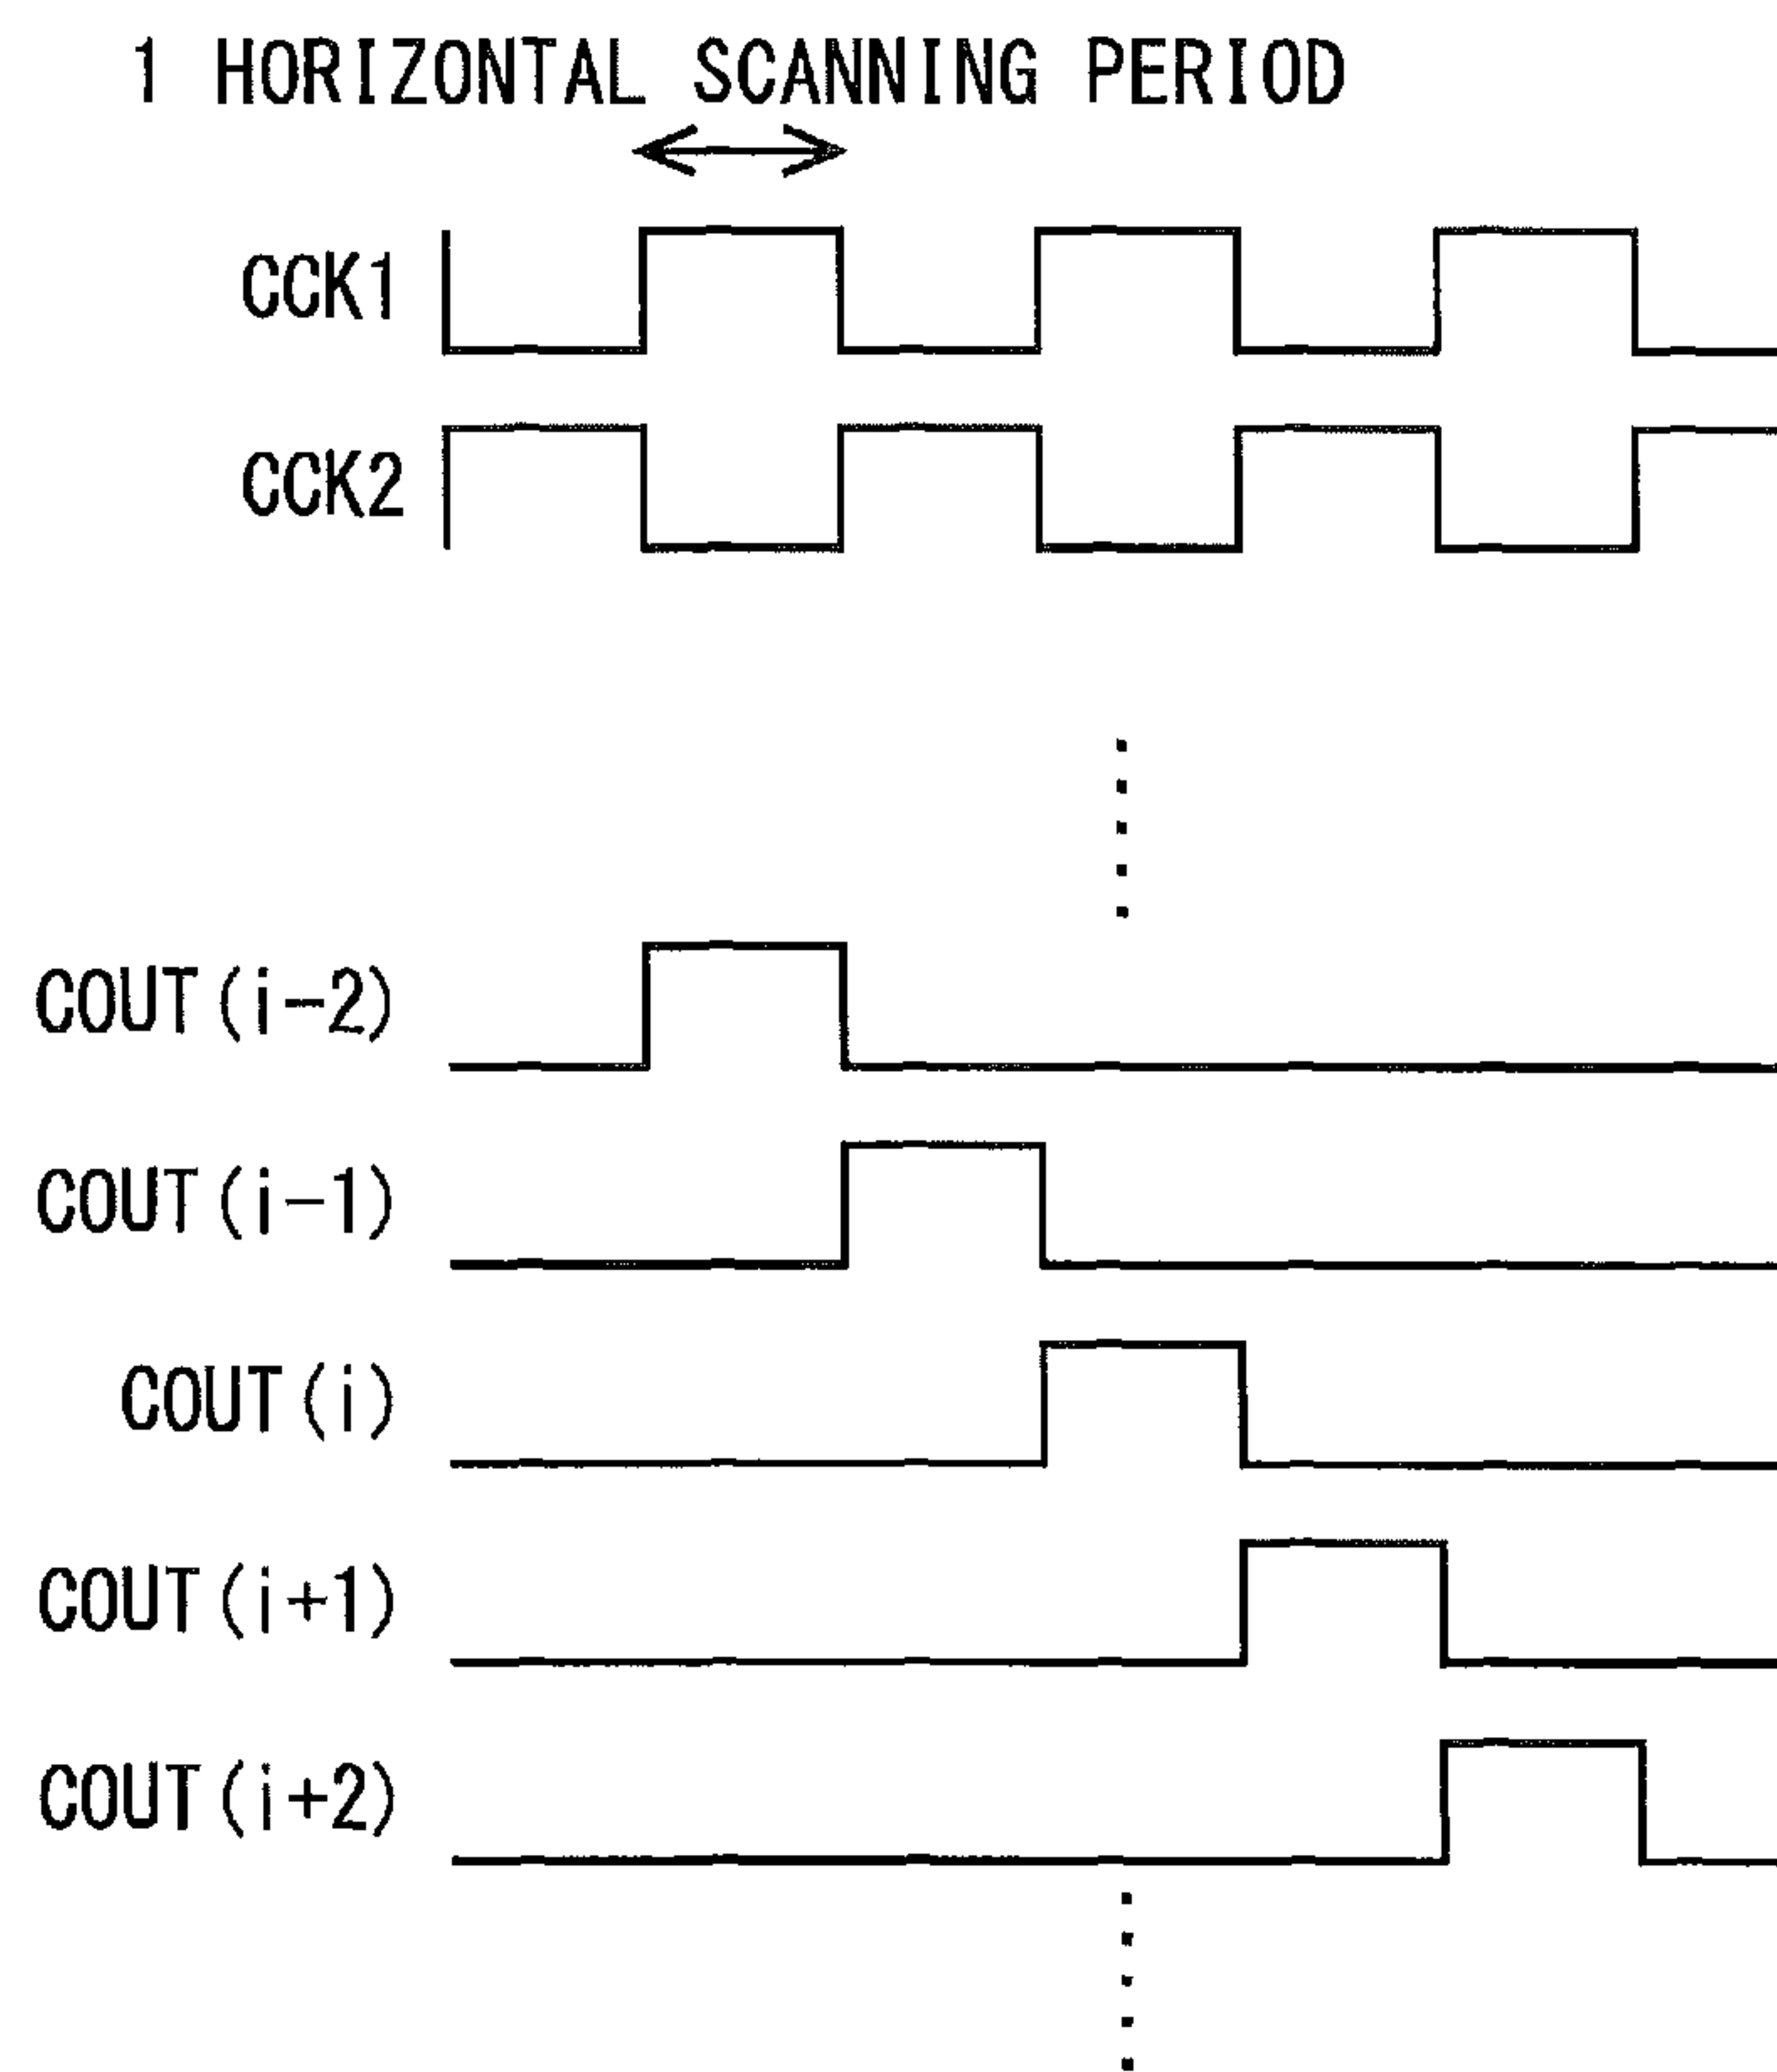 1 HORIZONTAL SCANNING PERIOD
CCK1
CCK2
COUT(i-2)
COUT(i-1)
COUT(i)
COUT(i+1)
COUT(i+2)